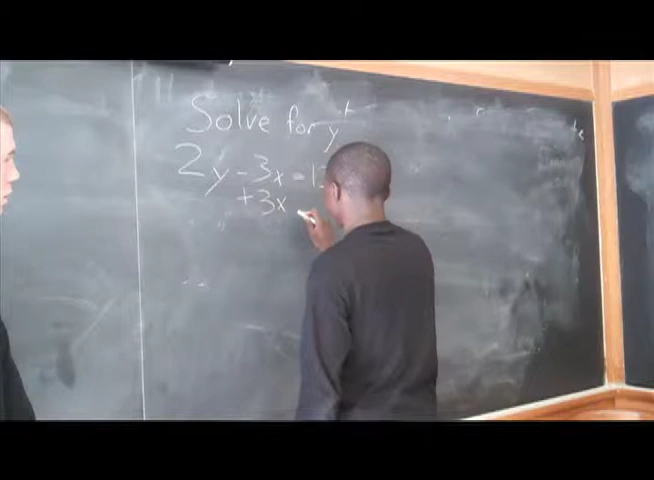 Solve for y
2y - 3x = 1
+3x